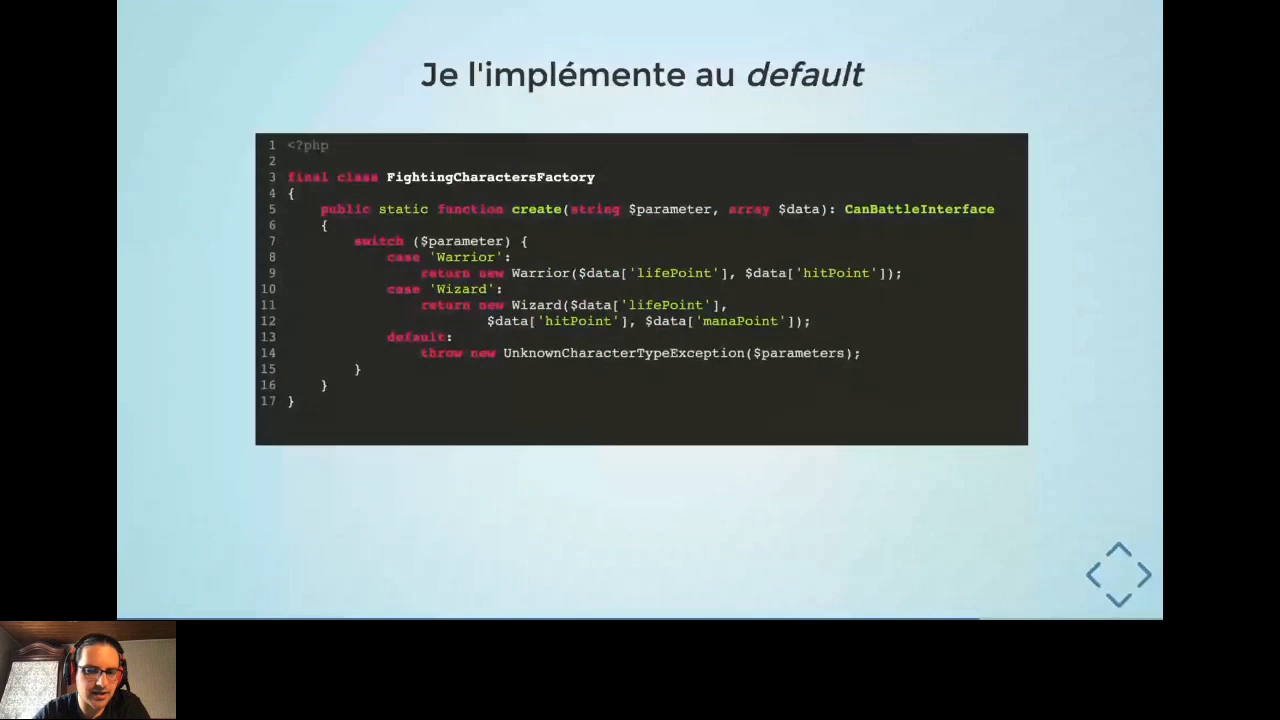 Je l'implémente au default
1 <?php
2
3 final class FightingCharactersFactory
4 {
5 public static function create(string $parameter, array $data): CanBattleInterface
6 {
7 switch ($parameter) {
8 case 'Warrior':
9 return new Warrior($data['lifePoint'], $data['hitPoint']);
10 case 'Wizard':
11 return new Wizard($data['lifePoint'],
12 $data['hitPoint'], $data['manaPoint']);
13 default:
14 throw new UnknownCharacterTypeException($parameters);
15 }
16 }
17 }